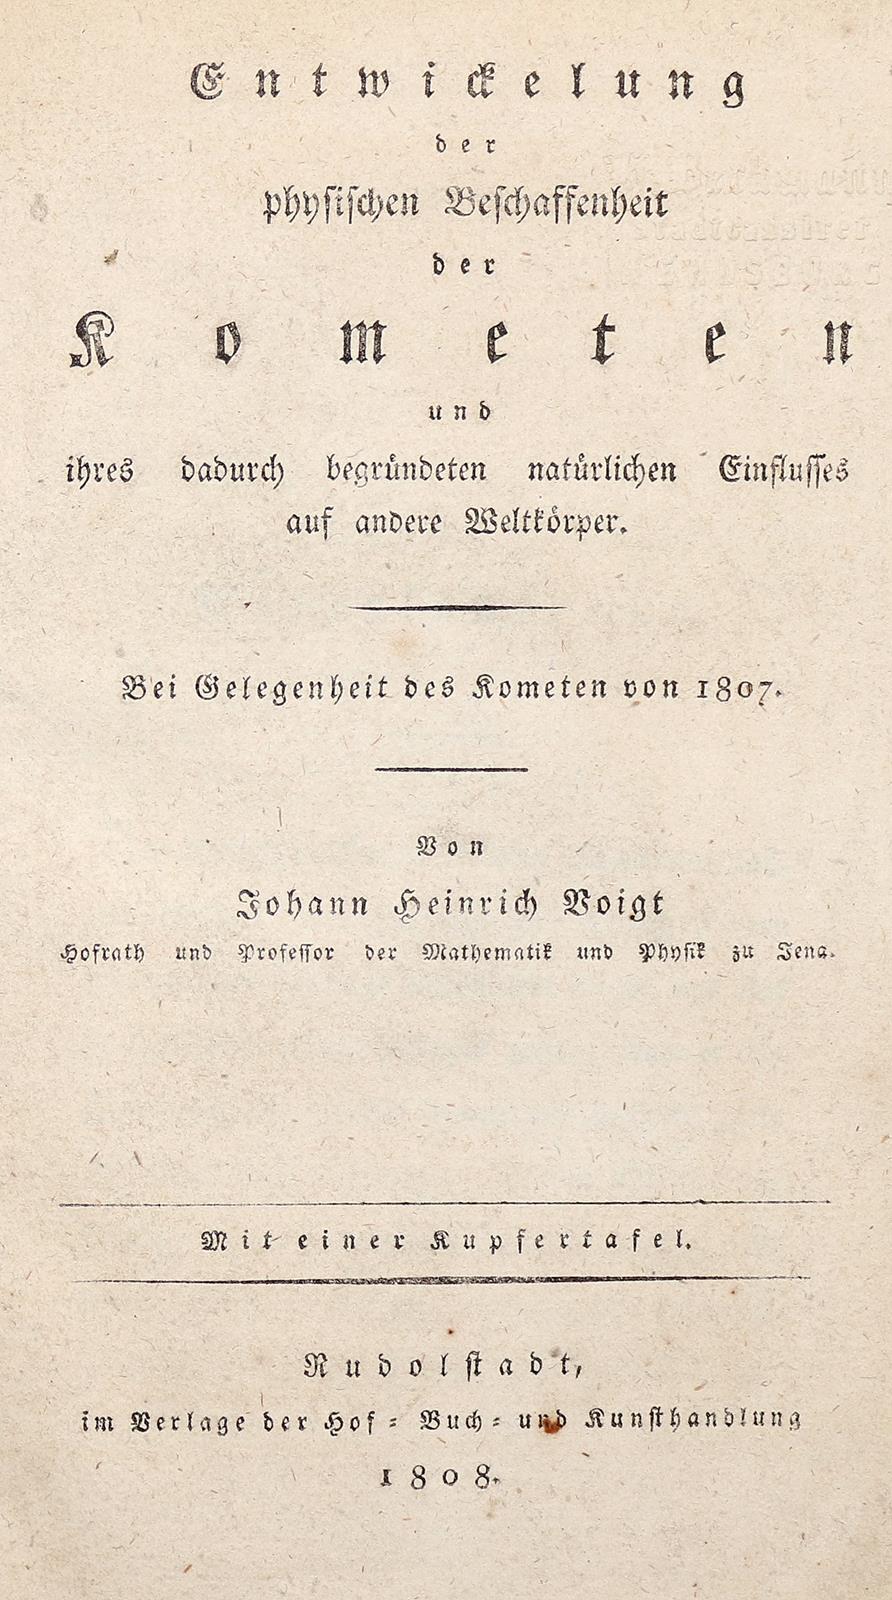 Entwickelung
der
physischen Beschaffenheit
der
Kometen
und
ihres dadurch begründeten natürlichen Einflusses
auf andere Weltkörper.
Bei Gelegenheit des Kometen von 1807.
Von
Johann Heinrich Voigt
Hofrath und Professor der Mathematik und Physik zu Jena.
Mit einer Kupfertafel.
Rudolstadt,
im Verlage der Hof- Buch- und Kunsthandlung
1808.